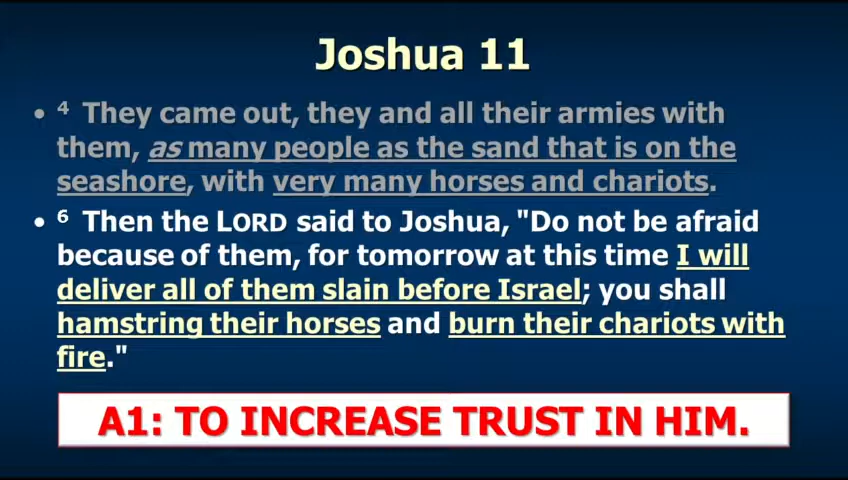 Joshua 11
• ⁴ They came out, they and all their armies with
them, as many people as the sand that is on the
seashore, with very many horses and chariots.
• ⁶ Then the LORD said to Joshua, "Do not be afraid
because of them, for tomorrow at this time I will
deliver all of them slain before Israel; you shall
hamstring their horses and burn their chariots with
fire."
A1: TO INCREASE TRUST IN HIM.